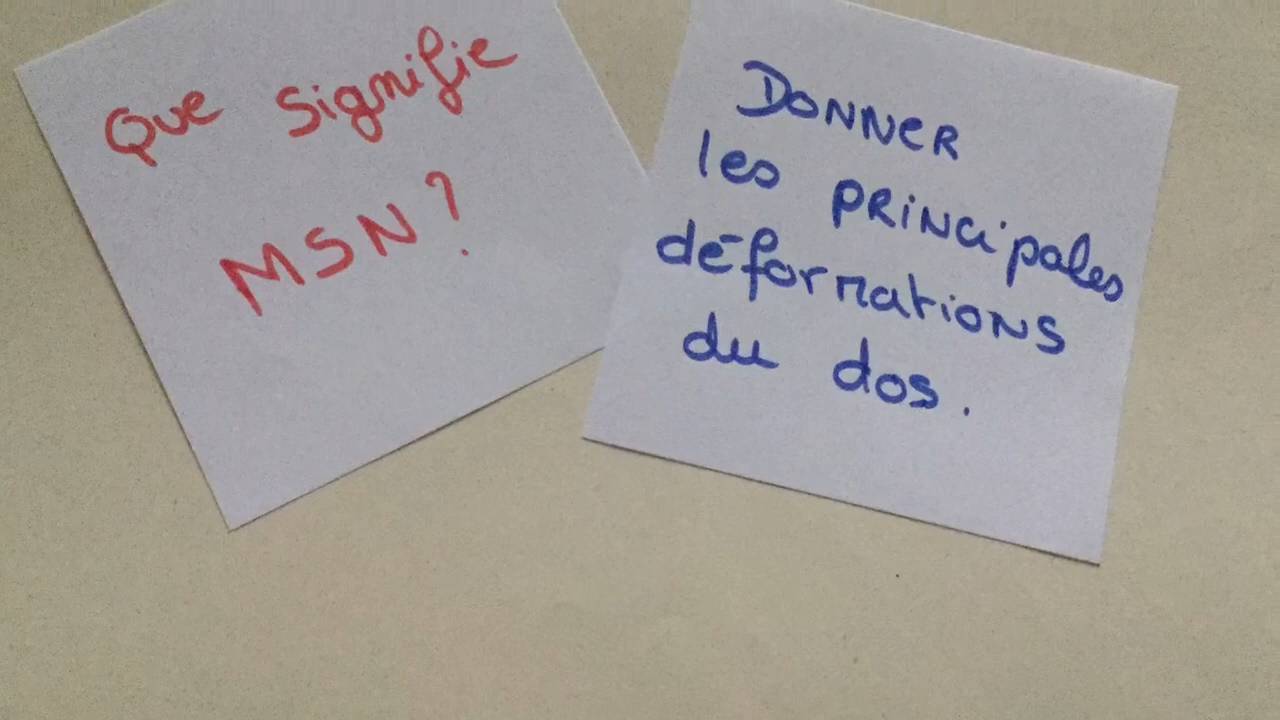 Que signifie
MSN ?
DONNER
les PRINCipales
déformations
du dos.